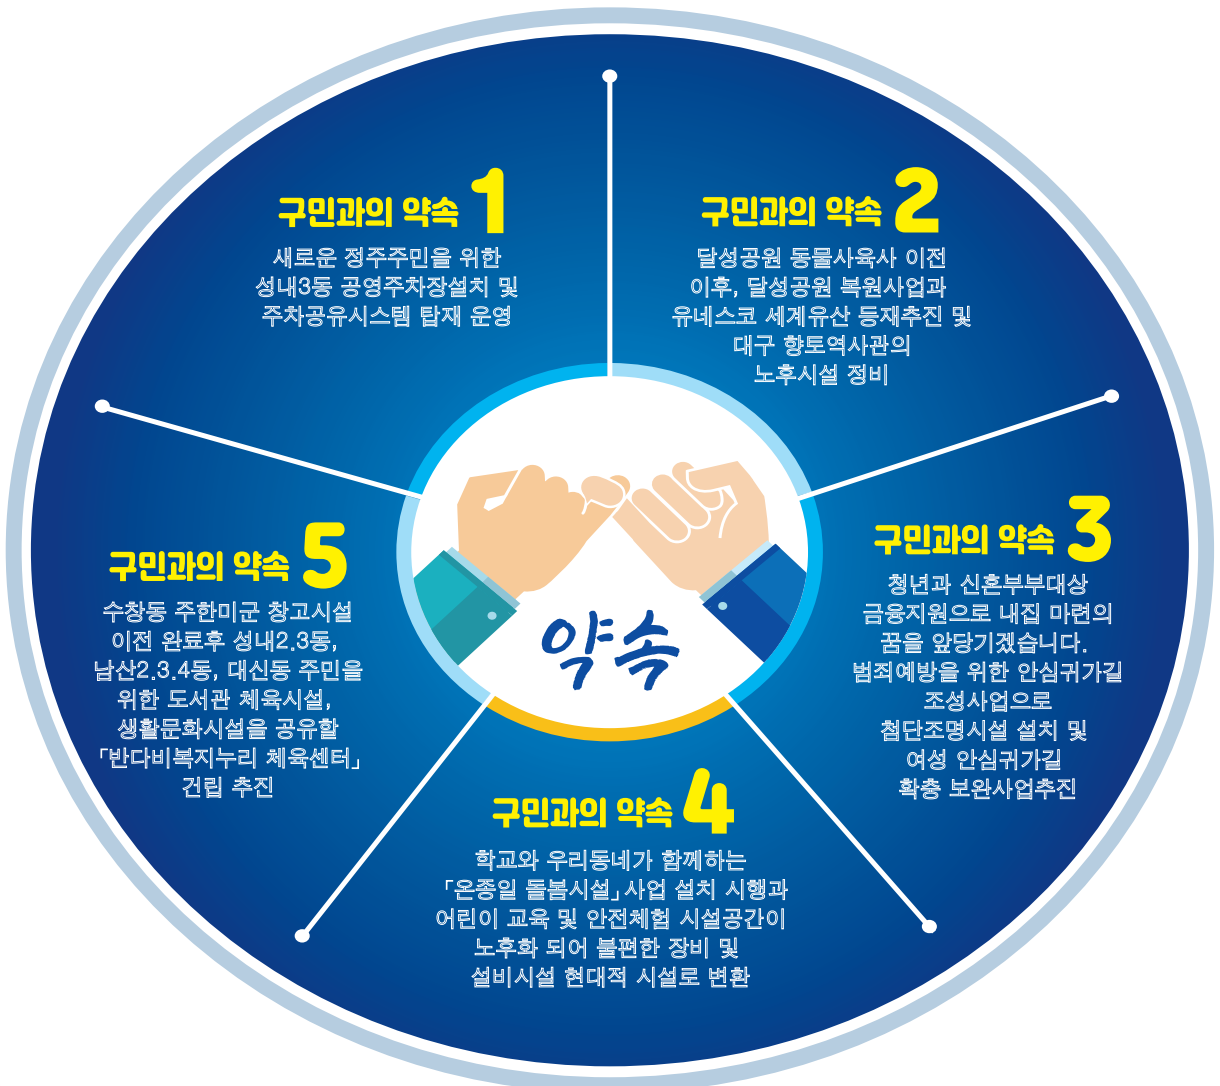 구민과의 약속 1
새로운 정주주민을 위한
성내3동 공영주차장설치 및
주차공유시스템 탑재 운영
구민과의 약속 2
달성공원 동물사육사 이전
이후, 달성공원 복원사업과
유네스코 세계유산 등재추진 및
대구 향토역사관의
노후시설 정비
구민과의 약속 3
청년과 신혼부부대상
금융지원으로 내집 마련의
꿈을 앞당기겠습니다.
범죄예방을 위한 안심귀가길
조성사업으로
첨단조명시설 설치 및
여성 안심귀가길
확충 보완사업추진
구민과의 약속 4
학교와 우리동네가 함께하는
「온종일 돌봄시설」사업 설치 시행과
어린이 교육 및 안전체험 시설공간이
노후화 되어 불편한 장비 및
설비시설 현대적 시설로 변환
구민과의 약속 5
수창동 주한미군 창고시설
이전 완료후 성내2.3동,
남산2.3.4동, 대신동 주민을
위한 도서관 체육시설,
생활문화시설을 공유할
「반다비복지누리 체육센터」
건립 추진
약속